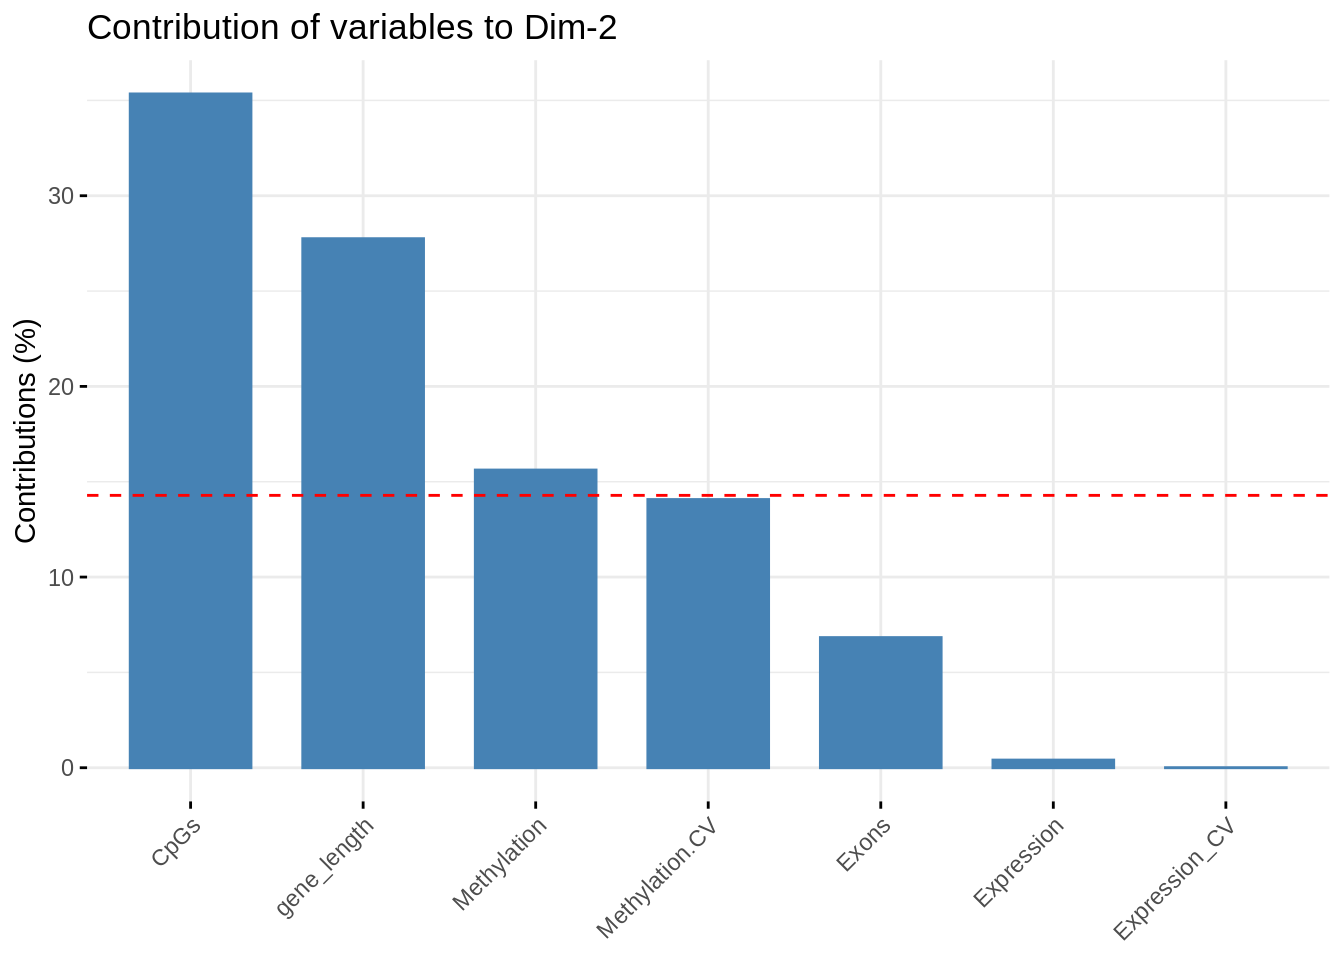 Contribution of variables to Dim-2
Contributions (%)
30
20
10
0
CpGs
gene_length
Methylation
Methylation.CV
Exons
Expression
Expression_CV